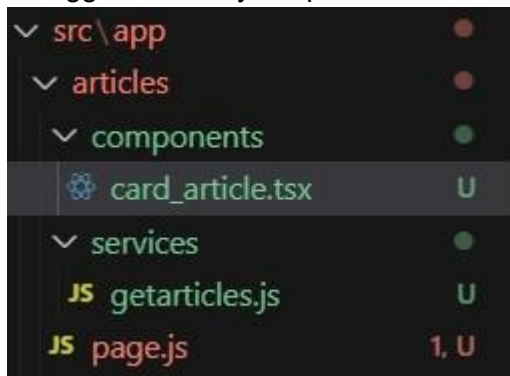 src\app
articles
components
card_article.tsx U
services
JS getarticles.js U
JS page.js 1, U